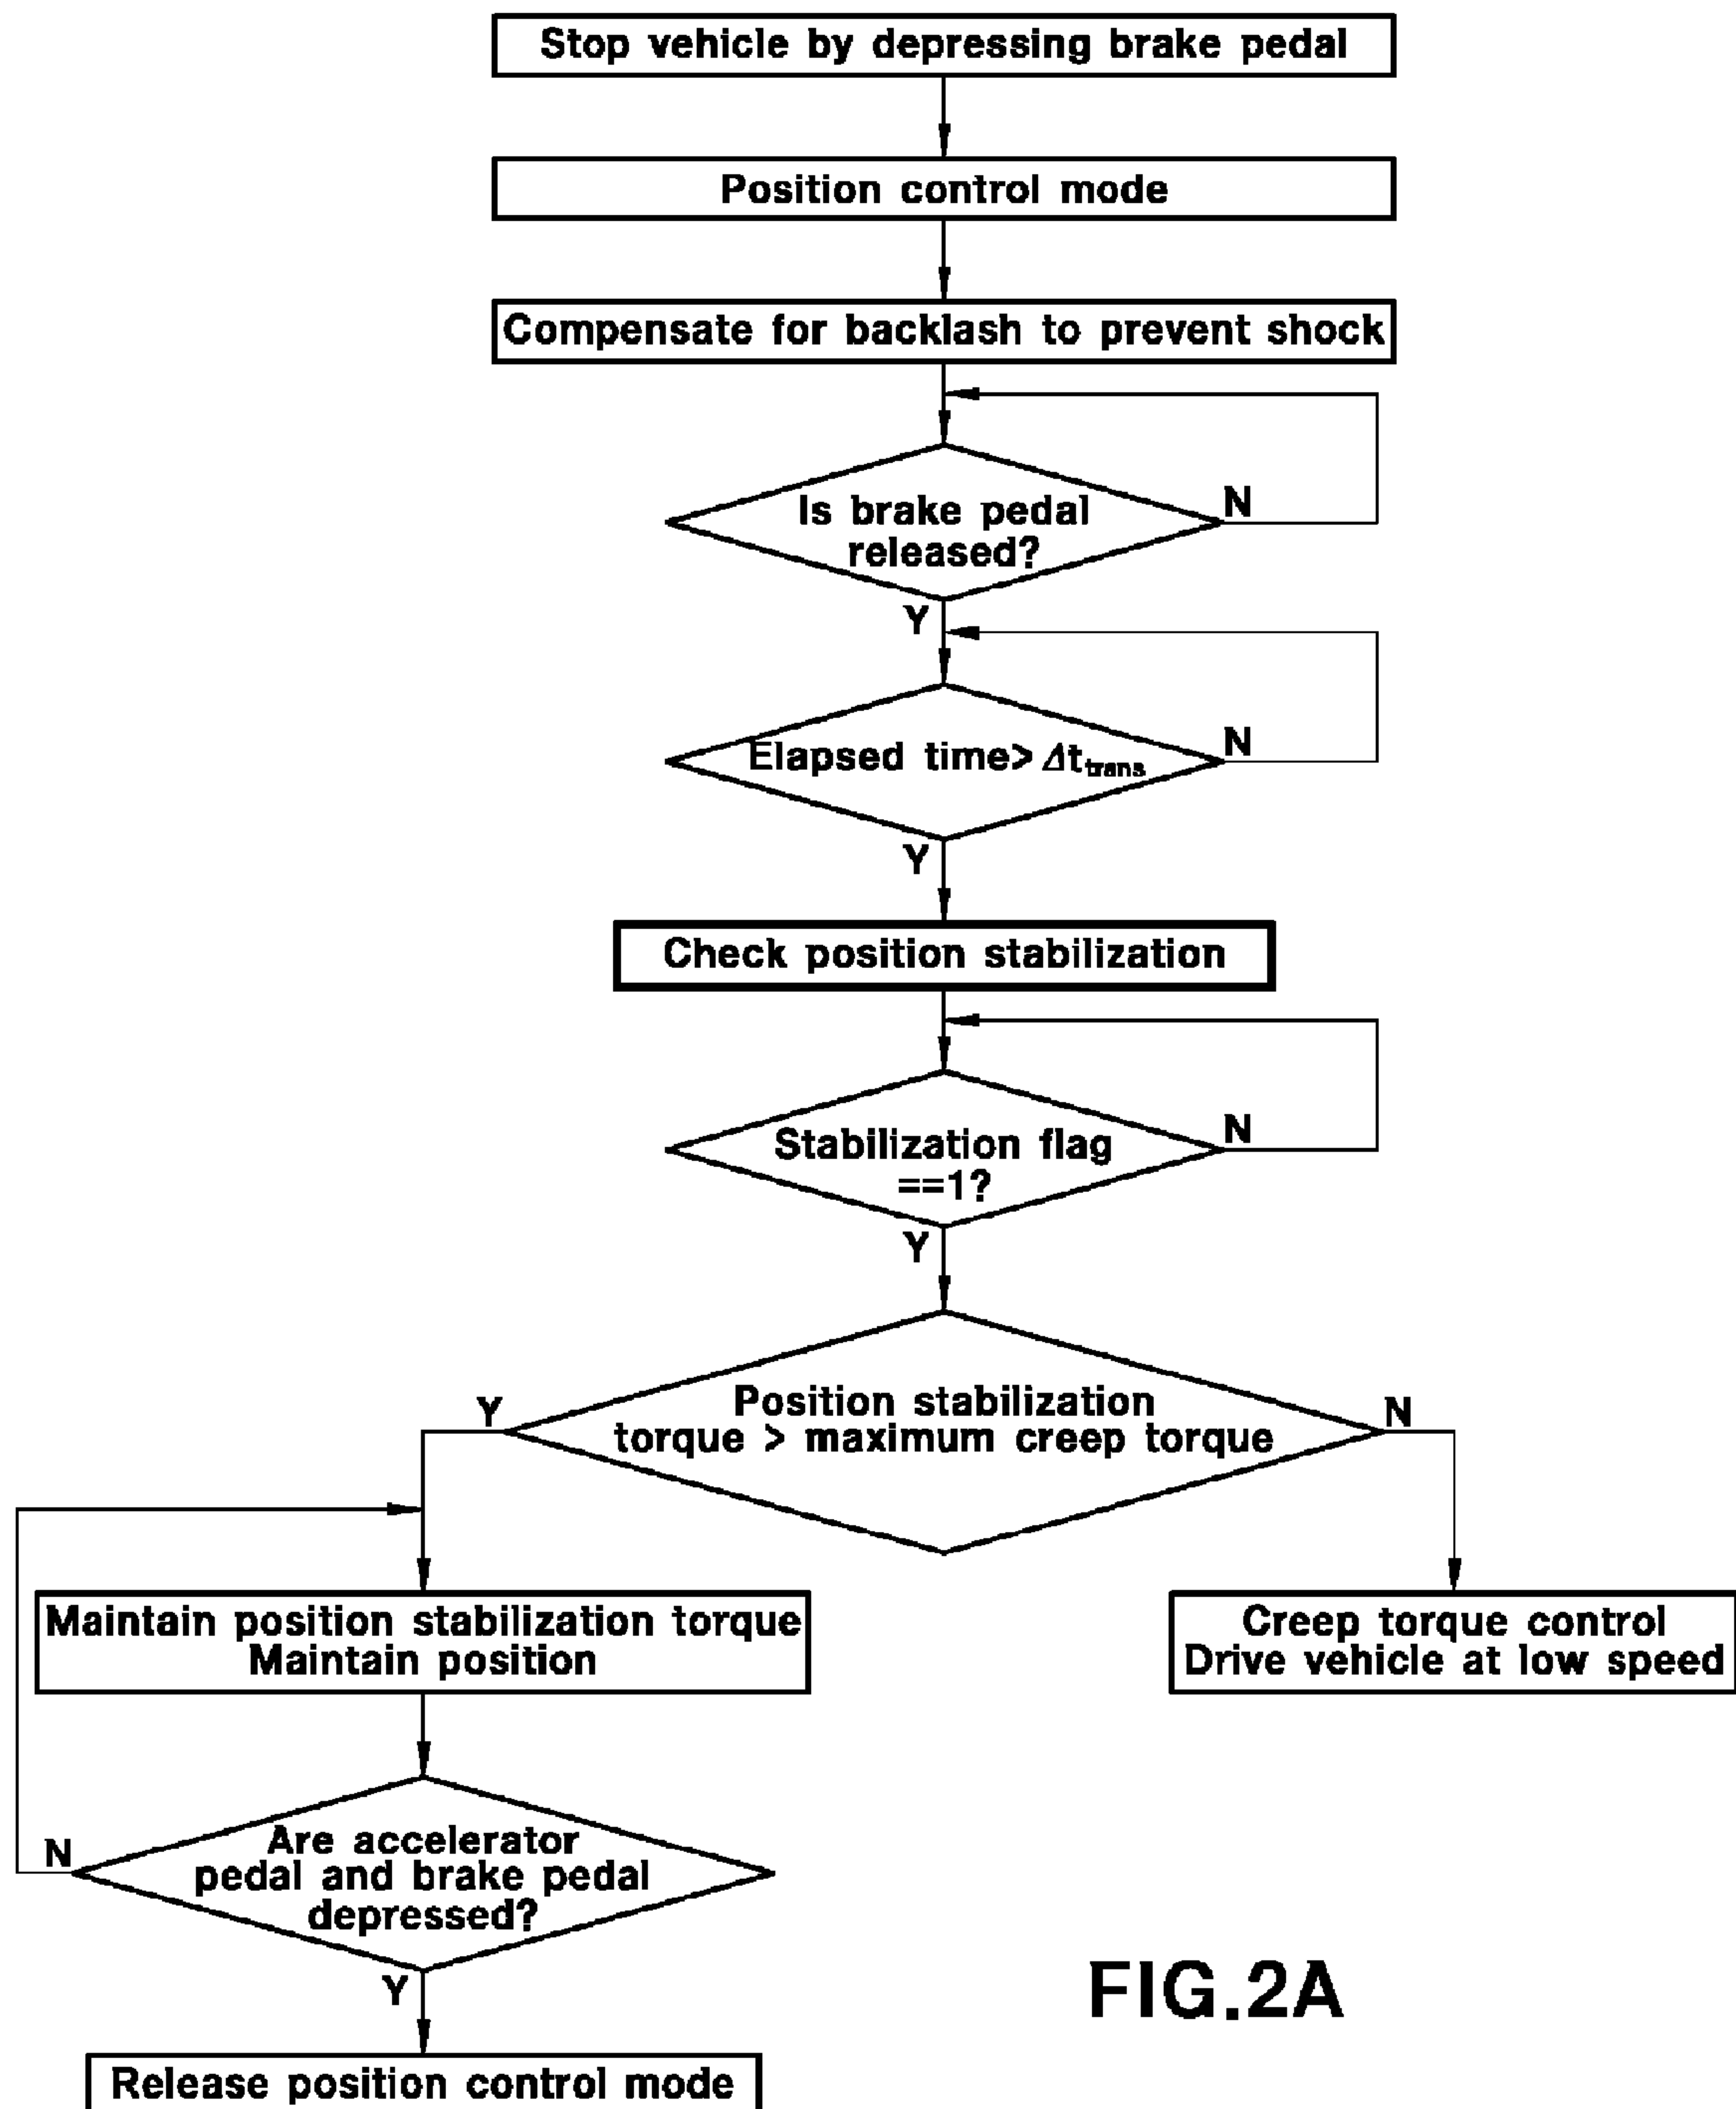 Stop vehicle by depressing brake pedal
Position control mode
Compensate for backlash to prevent shock
Is brake pedal
released?
N
Y
Elapsed time> Δt_trans
N
Y
Check position stabilization
Stabilization flag
==1?
N
Y
Position stabilization
torque > maximum creep torque
Y
N
Maintain position stabilization torque
Maintain position
Creep torque control
Drive vehicle at low speed
Are accelerator
pedal and brake pedal
depressed?
N
Y
Release position control mode
FIG.2A